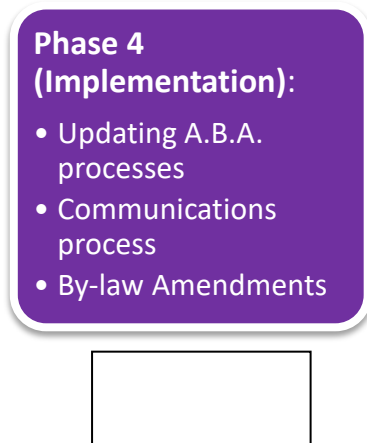 Phase 4
(Implementation):
• Updating A.B.A.
processes
• Communications
process
• By-law Amendments